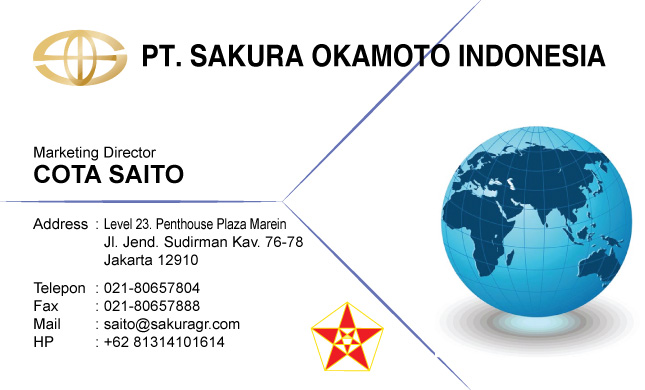 PT. SAKURA OKAMOTO INDONESIA
Marketing Director
COTA SAITO
Address : Level 23. Penthouse Plaza Marein
Jl. Jend. Sudirman Kav. 76-78
Jakarta 12910
Telepon : 021-80657804
Fax : 021-80657888
Mail : saito@sakuragr.com
HP : +62 81314101614